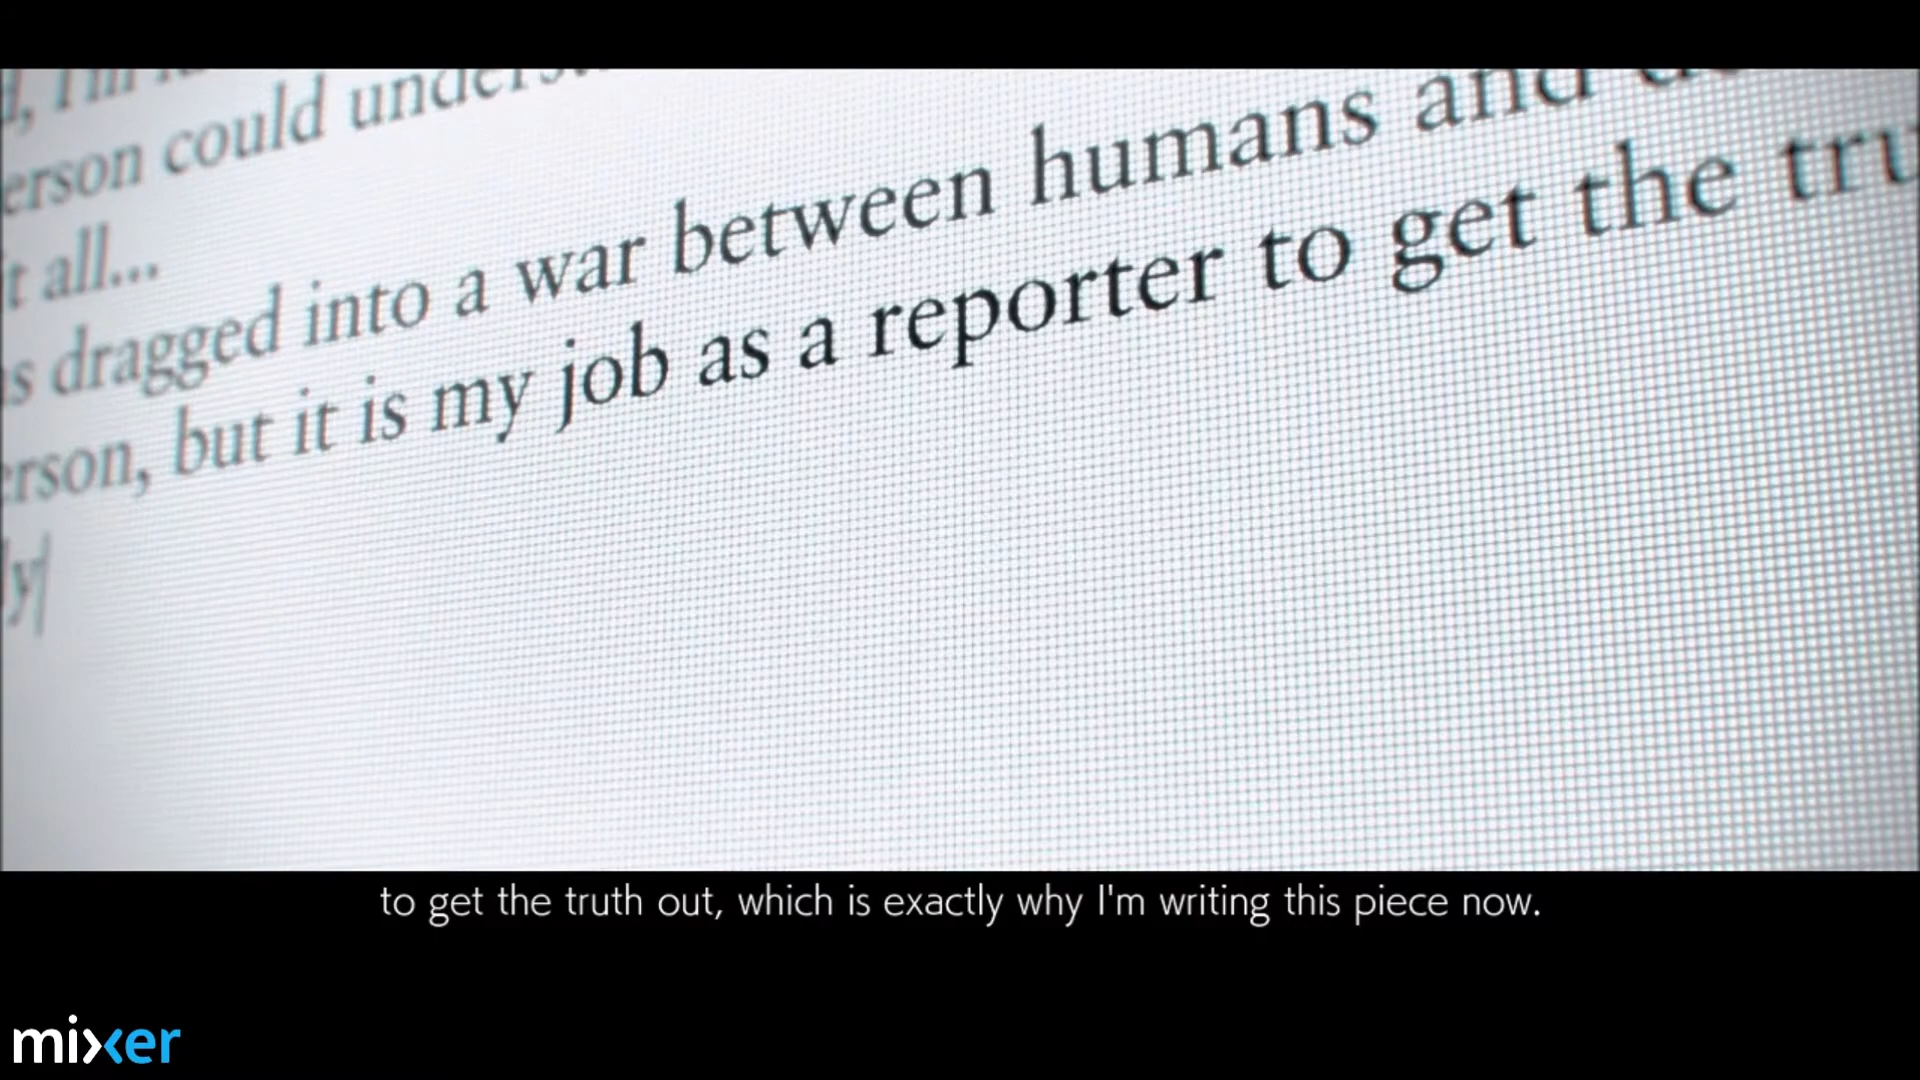 I'm
erson could underst
t all...
s dragged into a war between humans and
erson, but it is my job as a reporter to get the tru
y
to get the truth out, which is exactly why I'm writing this piece now.
mixer